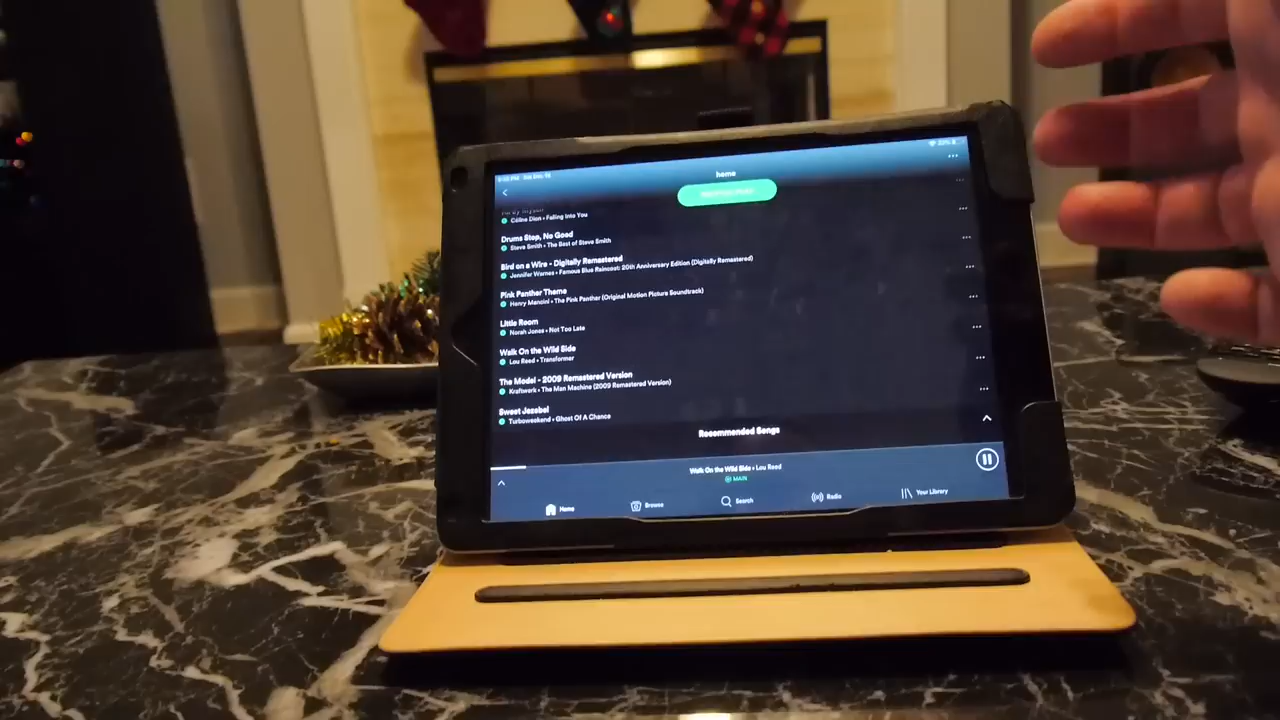 home
Céline Dion • Falling Into You
Drums Stop, No Good
Steve Smith • The Best of Steve Smith
Bird on a Wire - Digitally Remastered
Jennifer Warnes • Famous Blue Raincoat: 20th Anniversary Edition (Digitally Remastered)
Pink Panther Theme
Henry Mancini • The Pink Panther (Original Motion Picture Soundtrack)
Little Room
Norah Jones • Not Too Late
Walk On the Wild Side
Lou Reed • Transformer
The Model - 2009 Remastered Version
Kraftwerk • The Man Machine (2009 Remastered Version)
Sweet Jezebel
Turboweekend • Ghost Of A Chance
Recommended Songs
Walk On the Wild Side • Lou Reed
MAIN
Home
Browse
Search
Radio
Your Library